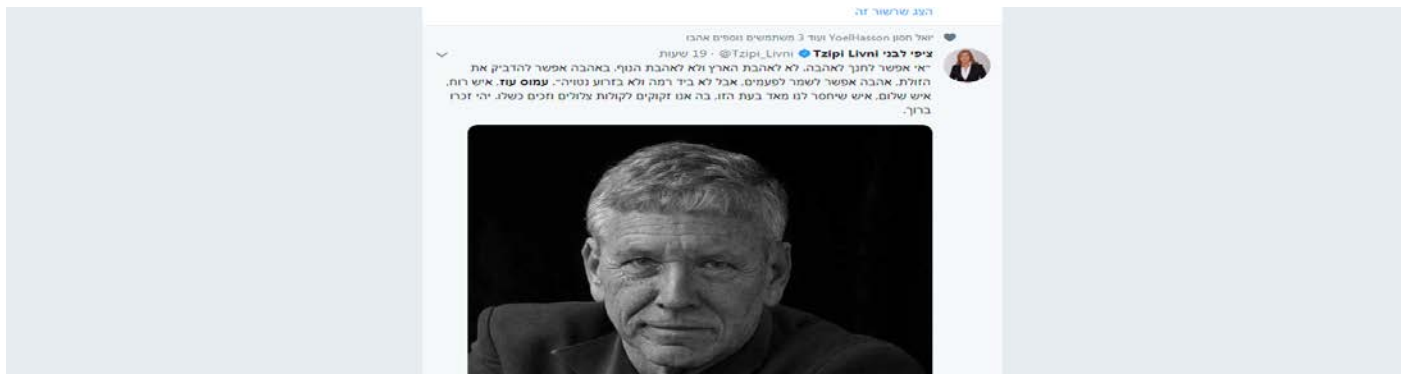 הצג שרשור זה
יואל חסון YoelHasson ועוד 3 משתמשים נוספים אהבו
ציפי לבני Tzipi Livni @Tzipi_Livni · 19 שעות
״אי אפשר לחנך לאהבה. לא לאהבת הארץ ולא לאהבת הנוף. באהבה אפשר להדביק את
הזולת. אהבה אפשר לשמר לפעמים, אבל לא ביד רמה ולא בזרוע נטויה״. עמוס עוז. איש רוח,
איש שלום. איש שיחסר לנו מאד בעת הזו, בה אנו זקוקים לקולות צלולים וזכים כשלו. יהי זכרו
ברוך.